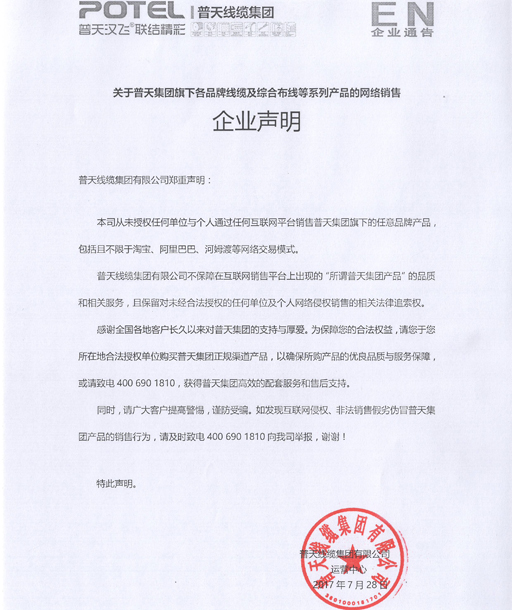 POTEL 普天线缆集团
普天汉飞® 联结精彩
EN
企业通告
关于普天集团旗下各品牌线缆及综合布线等系列产品的网络销售
企业声明
普天线缆集团有限公司郑重声明：
本司从未授权任何单位与个人通过任何互联网平台销售普天集团旗下的任意品牌产品，
包括且不限于淘宝、阿里巴巴、河姆渡等网络交易模式。
普天线缆集团有限公司不保障在互联网销售平台上出现的“所谓普天集团产品”的品质
和相关服务，且保留对未经合法授权的任何单位及个人网络侵权销售的相关法律追索权。
感谢全国各地客户长久以来对普天集团的支持与厚爱。为保障您的合法权益，请您于您
所在地合法授权单位购买普天集团正规渠道产品，以确保所购产品的优良品质与服务保障，
或请致电 400 690 1810，获得普天集团高效的配套服务和售后支持。
同时，请广大客户提高警惕，谨防受骗。如发现互联网侵权、非法销售假劣伪冒普天集
团产品的销售行为，请及时致电 400 690 1810 向我司举报，谢谢！
特此声明。
普天线缆集团有限公司
普天线缆集团有限公司
运营中心
2017 年 7 月 28 日
3601000181701